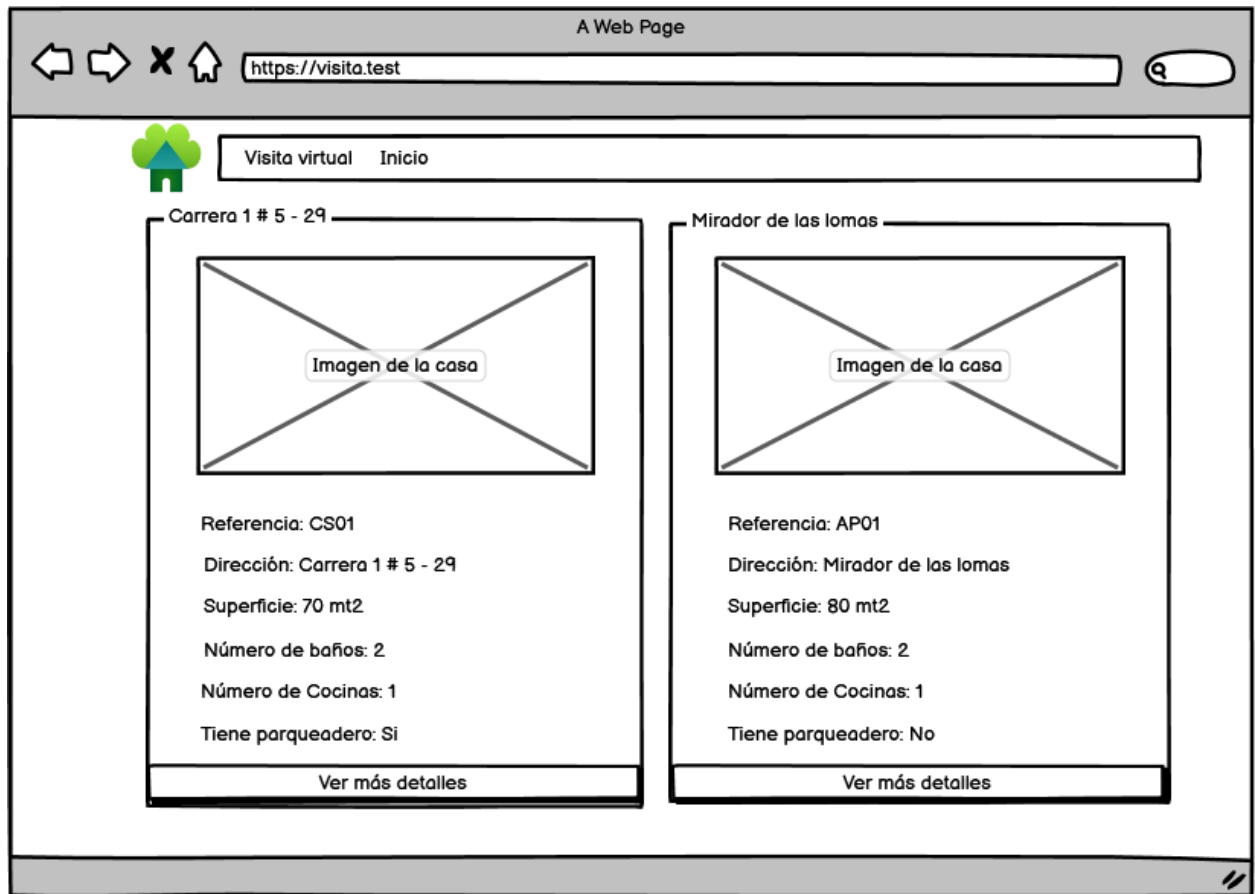 A Web Page
https://visita.test
Visita virtual Inicio
Carrera 1 # 5 - 29
Imagen de la casa
Referencia: CS01
Dirección: Carrera 1 # 5 - 29
Superficie: 70 mt2
Número de baños: 2
Número de Cocinas: 1
Tiene parqueadero: Si
Ver más detalles
Mirador de las lomas
Imagen de la casa
Referencia: AP01
Dirección: Mirador de las lomas
Superficie: 80 mt2
Número de baños: 2
Número de Cocinas: 1
Tiene parqueadero: No
Ver más detalles